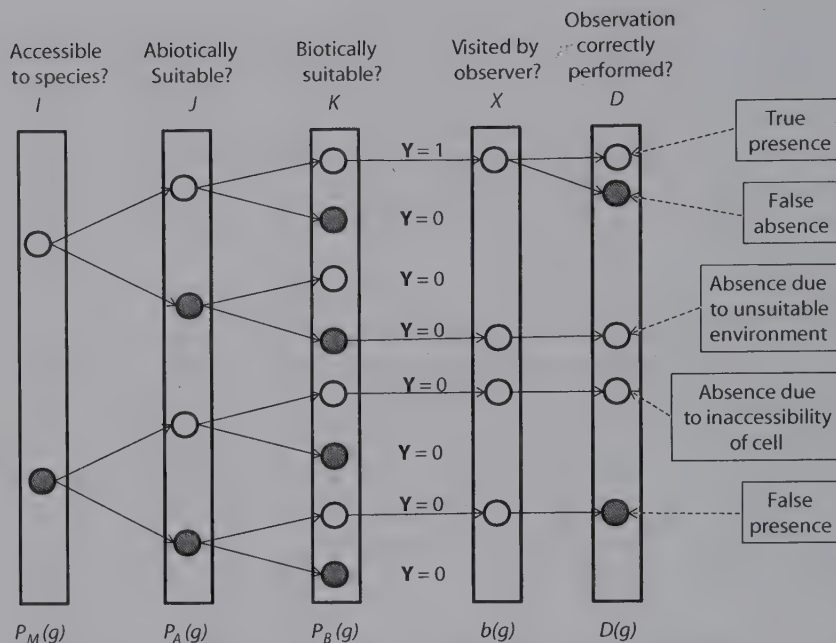 Accessible
to species?
I
Abiotically
Suitable?
J
Biotically
suitable?
K
Visited by
observer?
X
Observation
correctly
performed?
D
Y = 1
Y = 0
Y = 0
Y = 0
Y = 0
Y = 0
Y = 0
Y = 0
True
presence
False
absence
Absence due
to unsuitable
environment
Absence due
to inaccessibility
of cell
False
presence
P_M(g)
P_A(g)
P_B(g)
b(g)
D(g)